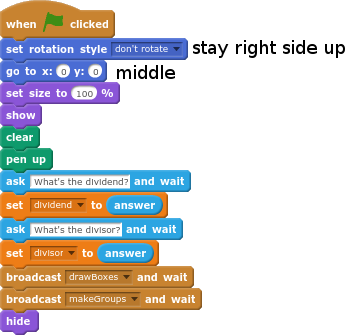 when clicked
set rotation style don't rotate stay right side up
go to x: 0 y: 0 middle
set size to 100 %
show
clear
pen up
ask What's the dividend? and wait
set dividend to answer
ask What's the divisor? and wait
set divisor to answer
broadcast drawBoxes and wait
broadcast makeGroups and wait
hide